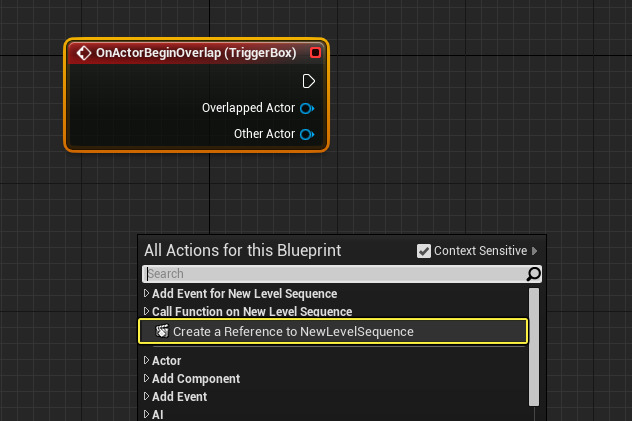 OnActorBeginOverlap (TriggerBox)
Overlapped Actor
Other Actor
All Actions for this Blueprint
Context Sensitive
Search
Add Event for New Level Sequence
Call Function on New Level Sequence
Create a Reference to NewLevelSequence
Actor
Add Component
Add Event
AI